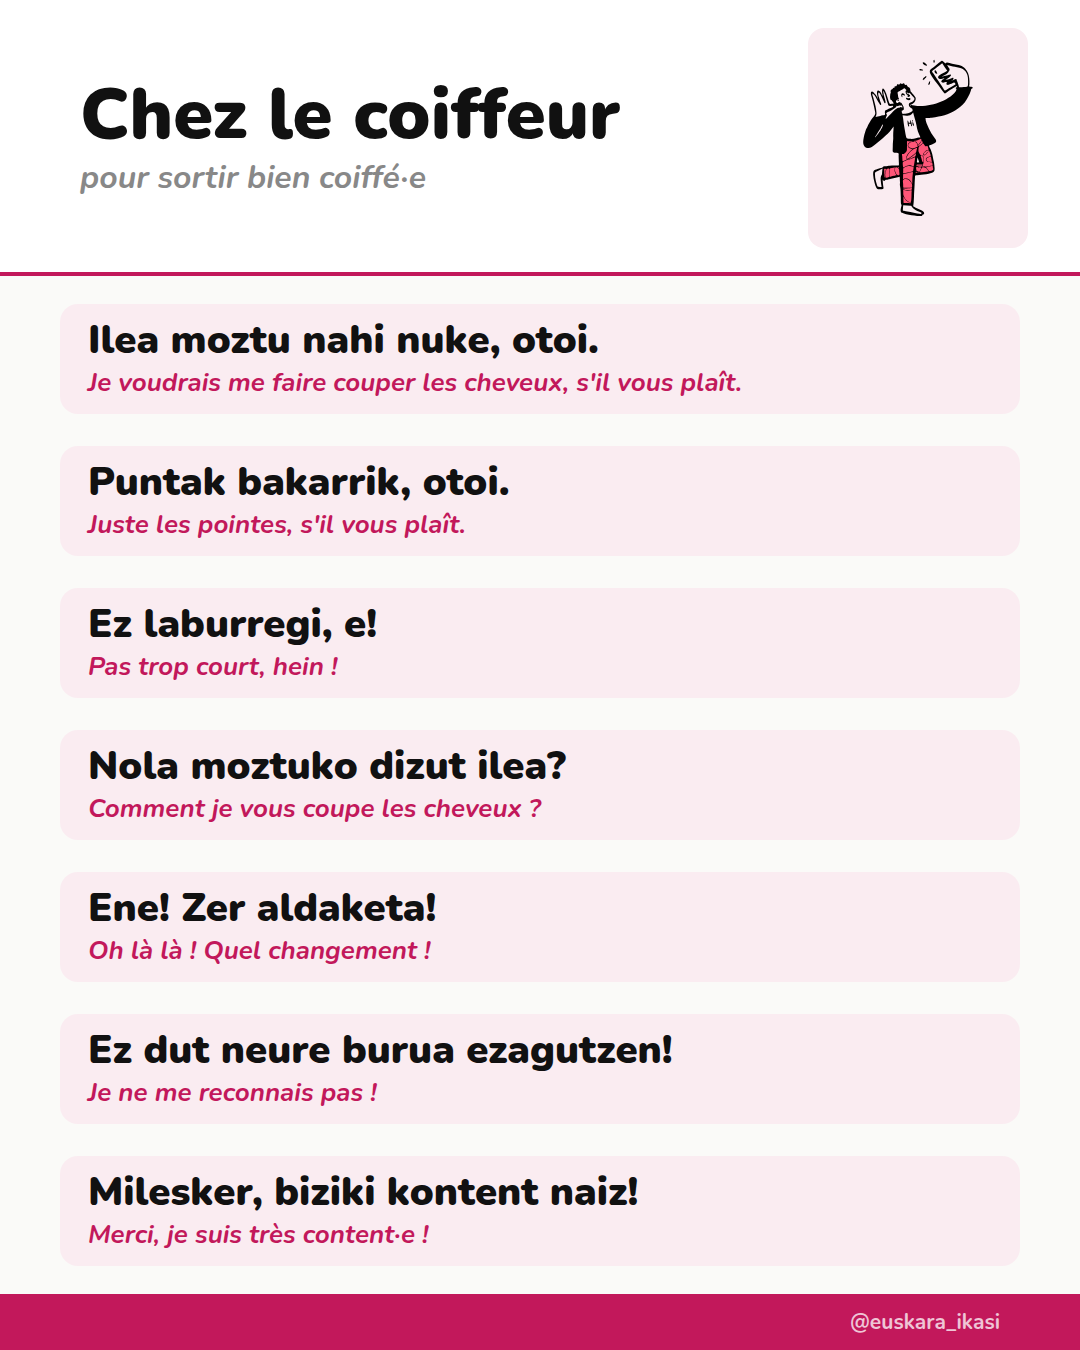 Chez le coiffeur
pour sortir bien coiffé·e
Hi
Ilea moztu nahi nuke, otoi.
Je voudrais me faire couper les cheveux, s'il vous plaît.
Puntak bakarrik, otoi.
Juste les pointes, s'il vous plaît.
Ez laburregi, e!
Pas trop court, hein !
Nola moztuko dizut ilea?
Comment je vous coupe les cheveux ?
Ene! Zer aldaketa!
Oh là là ! Quel changement !
Ez dut neure burua ezagutzen!
Je ne me reconnais pas !
Milesker, biziki kontent naiz!
Merci, je suis très content·e !
@euskara_ikasi